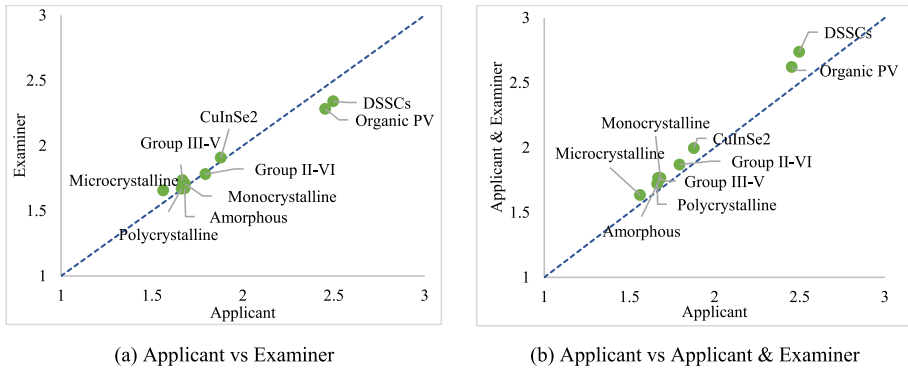 3
2.5
2
1.5
1
Examiner
CuInSe2
DSSCs
Group III-V
Organic PV
Microcrystalline
Group II-VI
Monocrystalline
Amorphous
Polycrystalline
1 1.5 2 2.5 3
Applicant
(a) Applicant vs Examiner
3
2.5
2
1.5
1
Applicant & Examiner
DSSCs
Organic PV
Monocrystalline
CuInSe2
Microcrystalline
Group II-VI
Group III-V
Polycrystalline
Amorphous
1 1.5 2 2.5 3
Applicant
(b) Applicant vs Applicant & Examiner